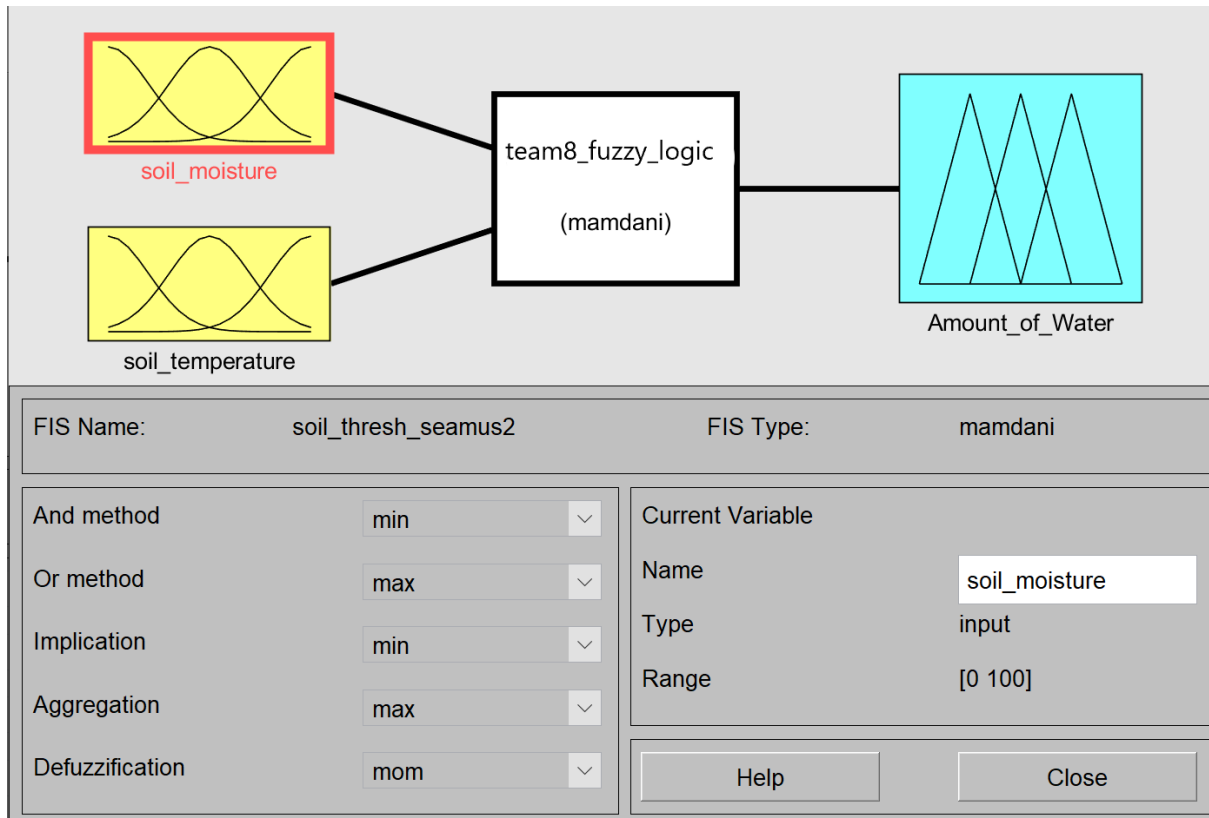 soil_moisture
team8_fuzzy_logic
(mamdani)
soil_temperature
Amount_of_Water
FIS Name: soil_thresh_seamus2 FIS Type: mamdani
And method min
Or method max
Implication min
Aggregation max
Defuzzification mom
Current Variable
Name soil_moisture
Type input
Range [0 100]
Help Close